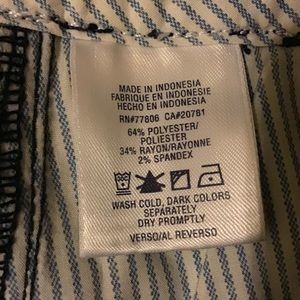 MADE IN INDONESIA
FABRIQUE EN INDONESIE
HECHO EN INDONESIA
RN#77806 CA#20781
64% POLYESTER/
POLIESTER
34% RAYON/RAYONNE
2% SPANDEX
WASH COLD, DARK COLORS
SEPARATELY
DRY PROMPTLY
VERSO/AL REVERSO